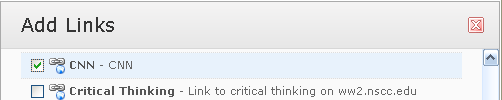 Add Links
CNN - CNN
Critical Thinking - Link to critical thinking on ww2.nscc.edu